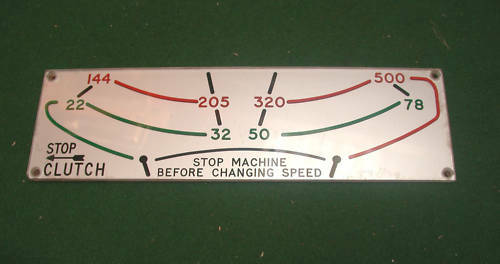 144 500
205 320
22 78
32 50
STOP
CLUTCH
STOP MACHINE
BEFORE CHANGING SPEED